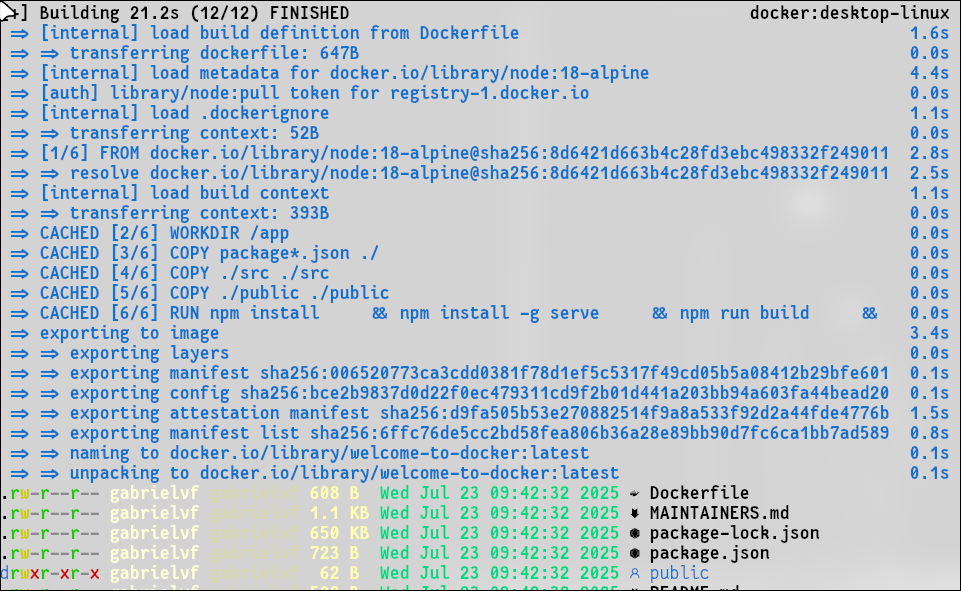 [+] Building 21.2s (12/12) FINISHED docker:desktop-linux
=> [internal] load build definition from Dockerfile 1.6s
=> => transferring dockerfile: 647B 0.0s
=> [internal] load metadata for docker.io/library/node:18-alpine 4.4s
=> [auth] library/node:pull token for registry-1.docker.io 0.0s
=> [internal] load .dockerignore 1.1s
=> => transferring context: 52B 0.0s
=> [1/6] FROM docker.io/library/node:18-alpine@sha256:8d6421d663b4c28fd3ebc498332f249011 2.8s
=> => resolve docker.io/library/node:18-alpine@sha256:8d6421d663b4c28fd3ebc498332f249011 2.5s
=> [internal] load build context 1.1s
=> => transferring context: 393B 0.0s
=> CACHED [2/6] WORKDIR /app 0.0s
=> CACHED [3/6] COPY package*.json ./ 0.0s
=> CACHED [4/6] COPY ./src ./src 0.0s
=> CACHED [5/6] COPY ./public ./public 0.0s
=> CACHED [6/6] RUN npm install && npm install -g serve && npm run build && 0.0s
=> exporting to image 3.4s
=> => exporting layers 0.0s
=> => exporting manifest sha256:006520773ca3cdd0381f78d1ef5c5317f49cd05b5a08412b29bfe601 0.1s
=> => exporting config sha256:bce2b9837d0d22f0ec479311cd9f2b01d441a203bb94a603fa44bead20 0.1s
=> => exporting attestation manifest sha256:d9fa505b53e270882514f9a8a533f92d2a44fde4776b 1.5s
=> => exporting manifest list sha256:6ffc76de5cc2bd58fea806b36a28e89bb90d7fc6ca1bb7ad589 0.8s
=> => naming to docker.io/library/welcome-to-docker:latest 0.1s
=> => unpacking to docker.io/library/welcome-to-docker:latest 0.1s
.rw-r--r-- gabrielvf gabrielvf 608 B Wed Jul 23 09:42:32 2025 Dockerfile
.rw-r--r-- gabrielvf gabrielvf 1.1 KB Wed Jul 23 09:42:32 2025 MAINTAINERS.md
.rw-r--r-- gabrielvf gabrielvf 650 KB Wed Jul 23 09:42:32 2025 package-lock.json
.rw-r--r-- gabrielvf gabrielvf 723 B Wed Jul 23 09:42:32 2025 package.json
drwxr-xr-x gabrielvf gabrielvf 62 B Wed Jul 23 09:42:32 2025 public
README.md